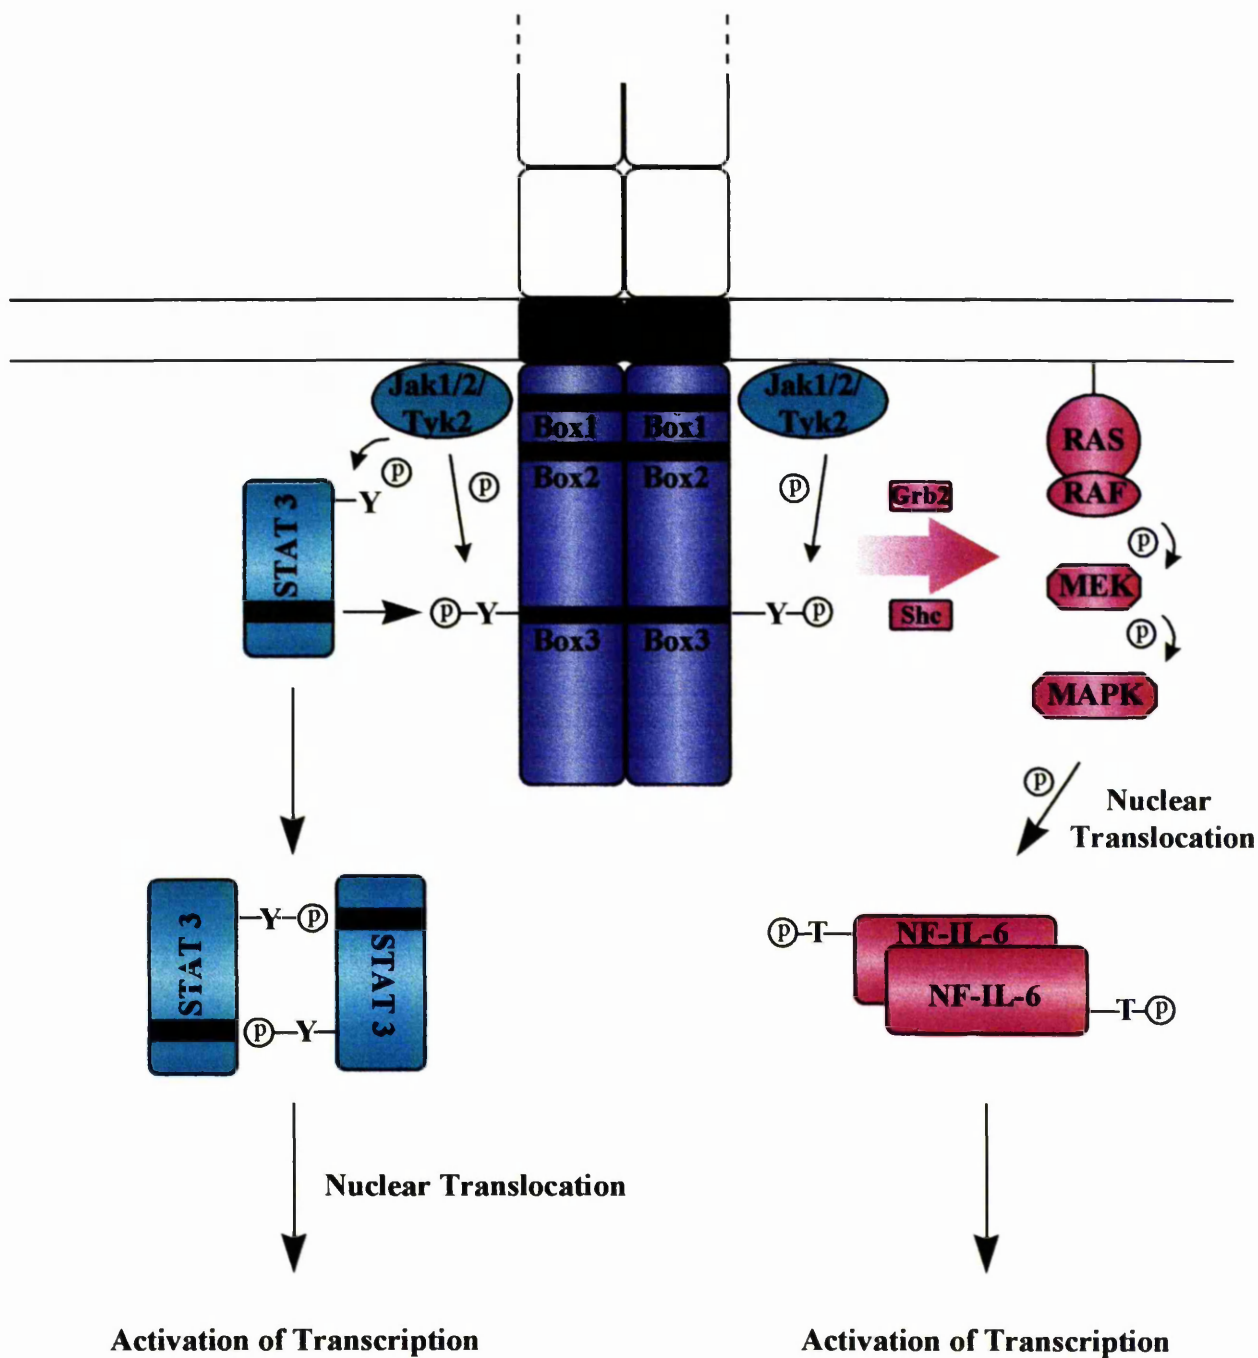 Jak1/2/
Tyk2
Jak1/2/
Tyk2
Box1
Box1
Box2
Box2
Box3
Box3
RAS
RAF
P
P
P
P
Y
STAT 3
Grb2
Shc
MEK
P
MAPK
P–Y
Y–P
P
Nuclear
Translocation
STAT 3
Y–P
P–Y
STAT 3
P–T
NF-IL-6
NF-IL-6
T–P
Nuclear Translocation
Activation of Transcription
Activation of Transcription